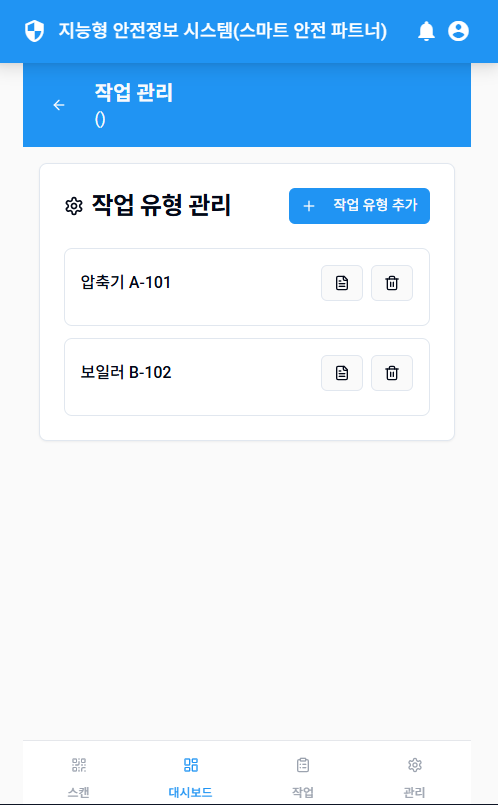 지능형 안전정보 시스템(스마트 안전 파트너)
작업 관리
()
작업 유형 관리
작업 유형 추가
압축기 A-101
보일러 B-102
스캔
대시보드
작업
관리